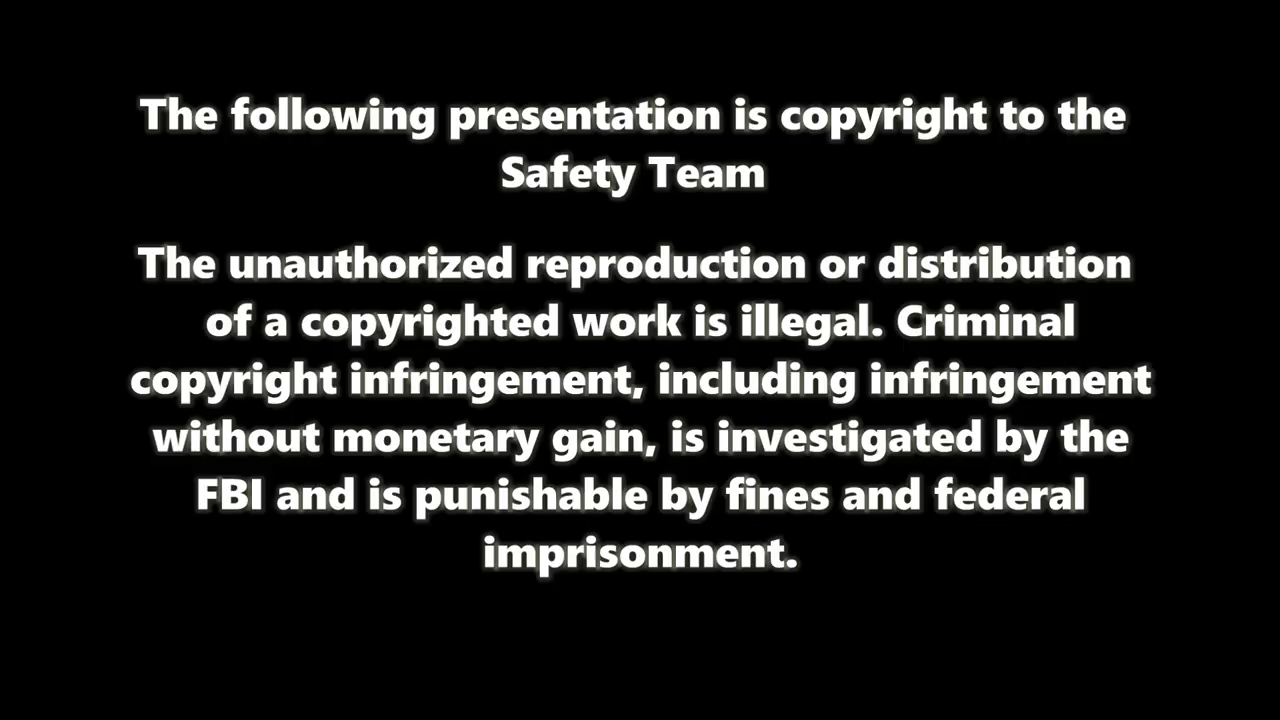 The following presentation is copyright to the
Safety Team
The unauthorized reproduction or distribution
of a copyrighted work is illegal. Criminal
copyright infringement, including infringement
without monetary gain, is investigated by the
FBI and is punishable by fines and federal
imprisonment.